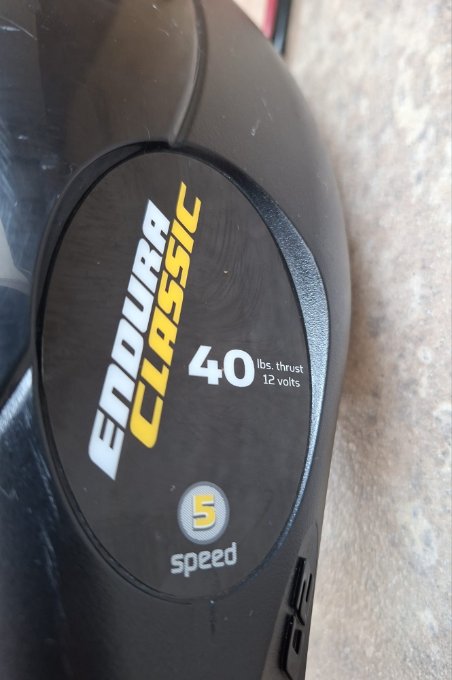 ENDURA
CLASSIC
40 lbs. thrust
12 volts
5
speed